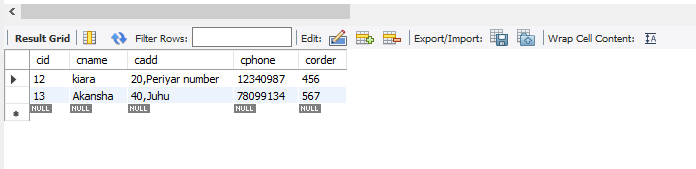 Result Grid Filter Rows: Edit: Export/Import: Wrap Cell Content: IA
cid cname cadd cphone corder
12 kiara 20,Periyar number 12340987 456
13 Akansha 40,Juhu 78099134 567
NULL NULL NULL NULL NULL